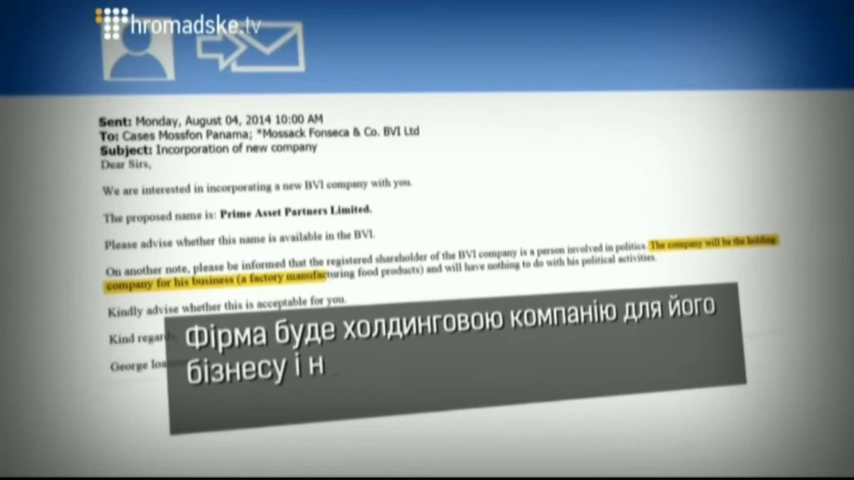 hromadske.tv
Sent: Monday, August 04, 2014 10:00 AM
To: Cases Mossfon Panama; *Mossack Fonseca & Co. BVI Ltd
Subject: Incorporation of new company
Dear Sirs,
We are interested in incorporating a new BVI company with you.
The proposed name is: Prime Asset Partners Limited.
Please advise whether this name is available in the BVI.
On another note, please be informed that the registered shareholder of the BVI company is a person involved in politics. The company will be the holding
company for his business (a factory manufacturing food products) and will have nothing to do with his political activities.
Kindly advise whether this is acceptable for you.
Kind regar
George Ioa
Фірма буде холдинговою компанію для його
бізнесу і н